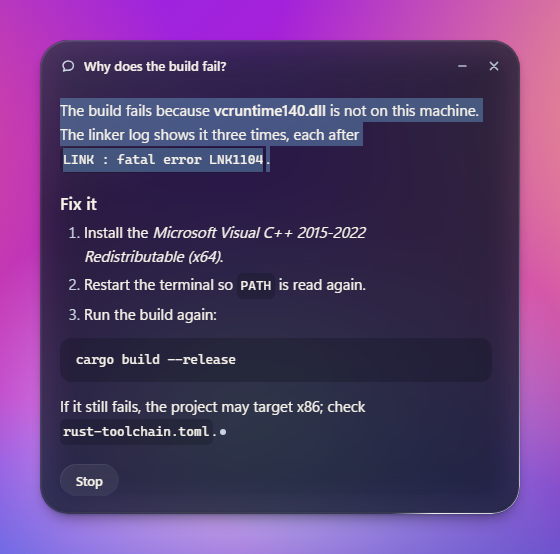 Why does the build fail?
The build fails because vcruntime140.dll is not on this machine.
The linker log shows it three times, each after
LINK : fatal error LNK1104.
Fix it
1. Install the Microsoft Visual C++ 2015-2022
Redistributable (x64).
2. Restart the terminal so PATH is read again.
3. Run the build again:
cargo build --release
If it still fails, the project may target x86; check
rust-toolchain.toml.
Stop